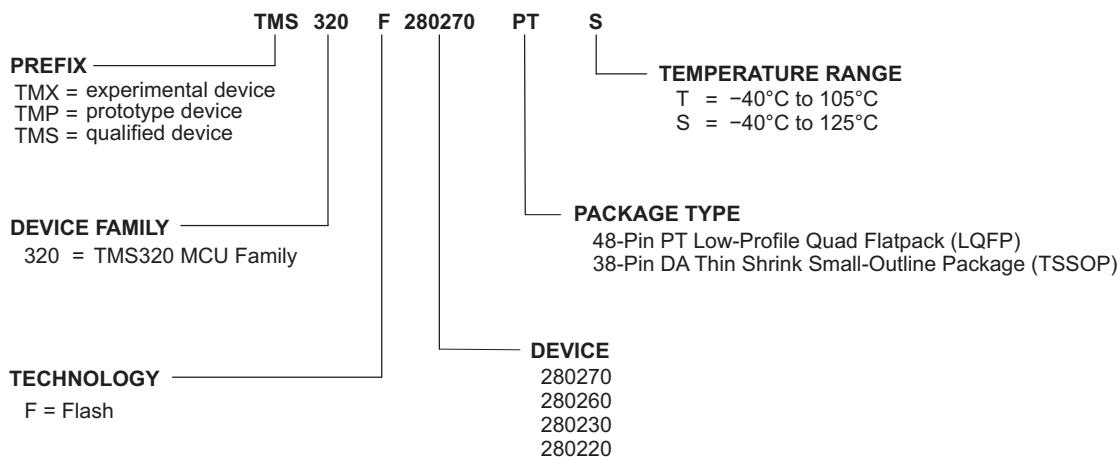 TMS 320 F 280270 PT S
PREFIX
TMX = experimental device
TMP = prototype device
TMS = qualified device
TEMPERATURE RANGE
T = −40°C to 105°C
S = −40°C to 125°C
DEVICE FAMILY
320 = TMS320 MCU Family
PACKAGE TYPE
48-Pin PT Low-Profile Quad Flatpack (LQFP)
38-Pin DA Thin Shrink Small-Outline Package (TSSOP)
TECHNOLOGY
F = Flash
DEVICE
280270
280260
280230
280220